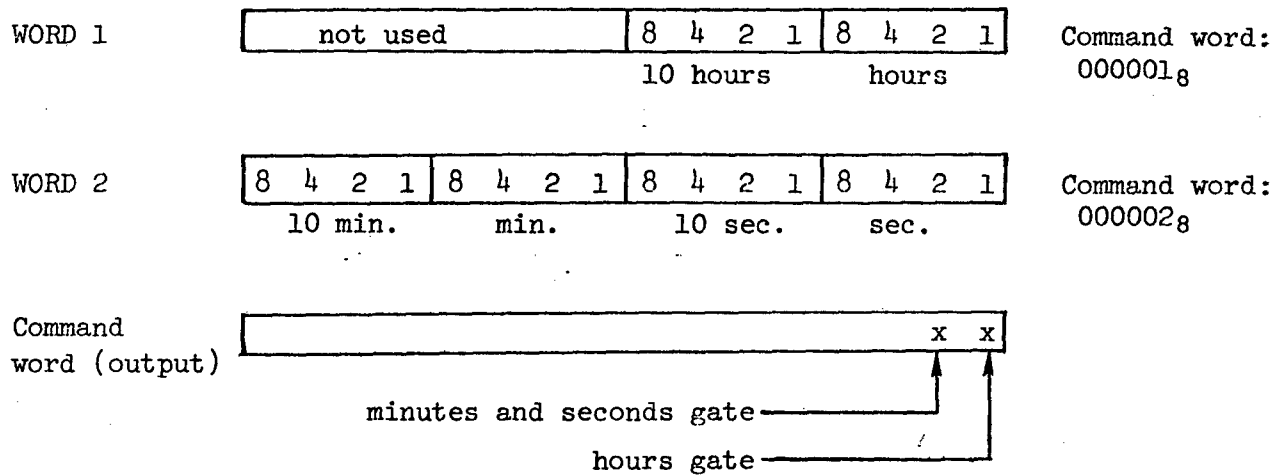 WORD 1 not used 8 4 2 1 8 4 2 1 Command word:
10 hours hours 000001₈
WORD 2 8 4 2 1 8 4 2 1 8 4 2 1 8 4 2 1 Command word:
10 min. min. 10 sec. sec. 000002₈
Command x x
word (output)
minutes and seconds gate
hours gate